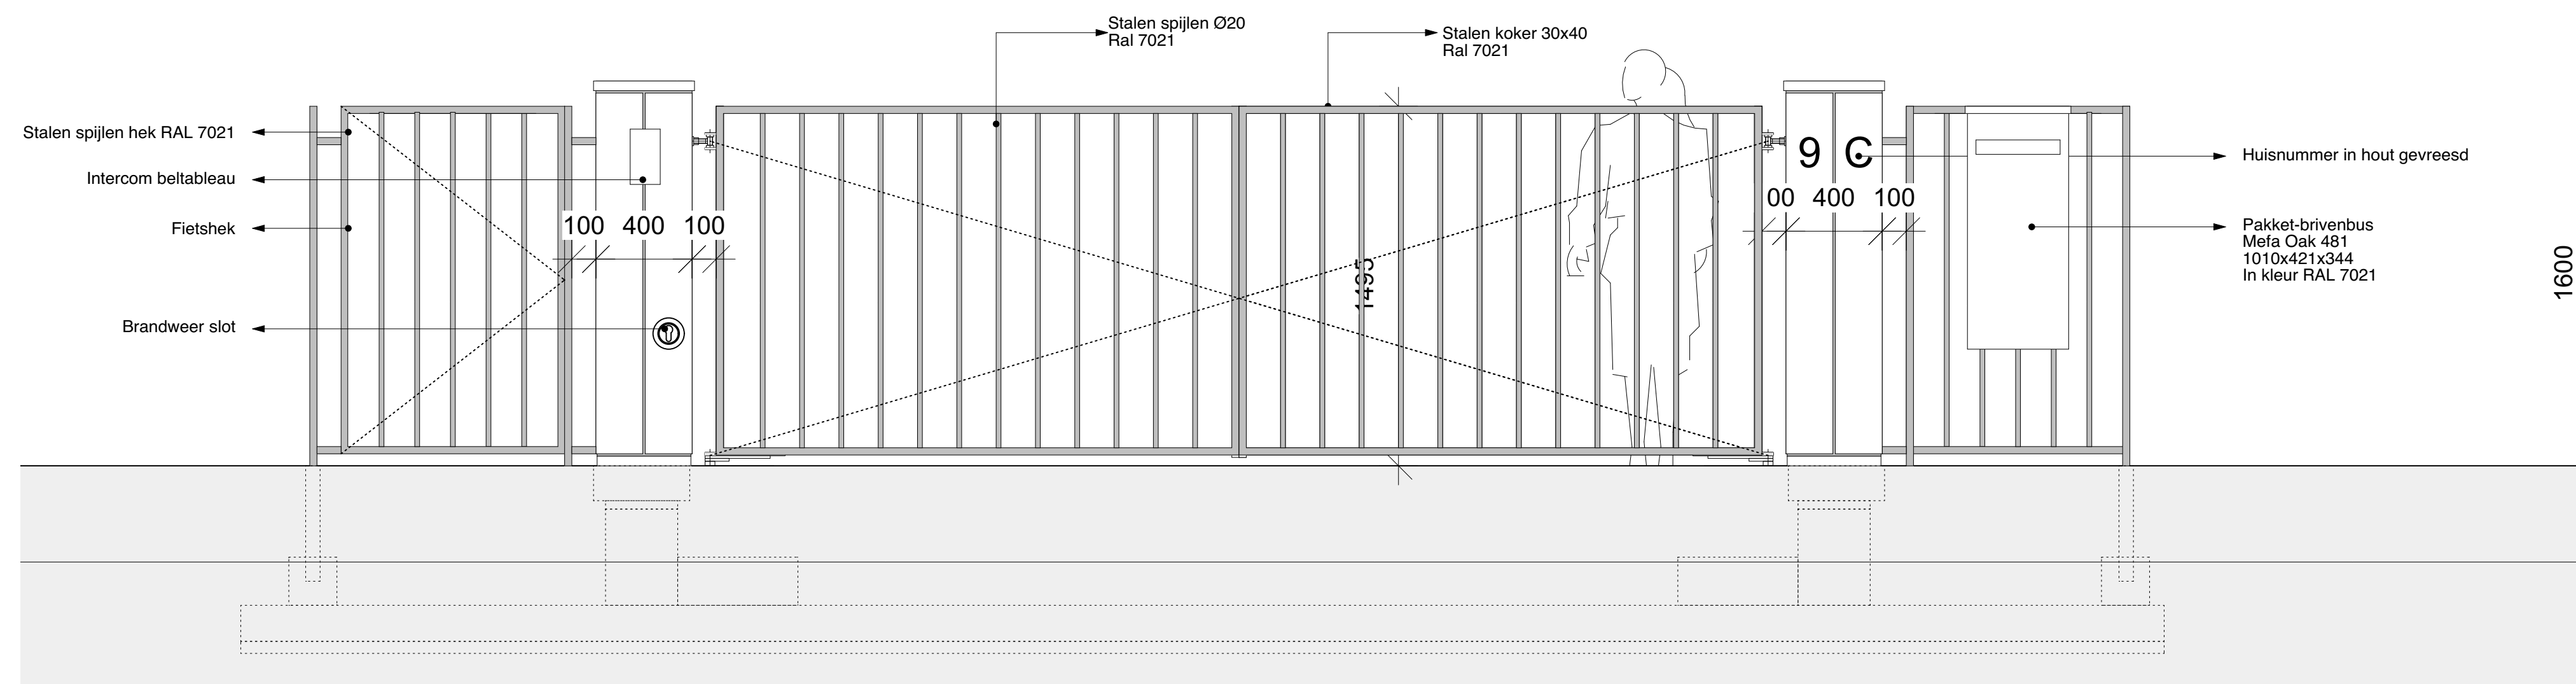 Stalen spijlen Ø20
Ral 7021
Stalen koker 30x40
Ral 7021
Stalen spijlen hek RAL 7021
Intercom beltableau
Fietshek
Brandweer slot
100 400 100
1495
9 C
00 400 100
Huisnummer in hout gevreesd
Pakket-brivenbus
Mefa Oak 481
1010x421x344
In kleur RAL 7021
1600